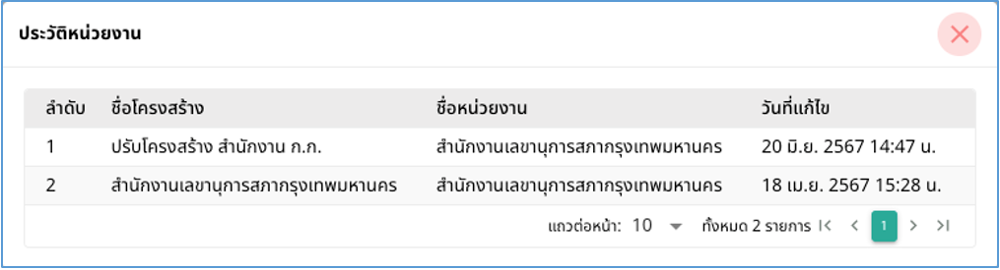 ประวัติหน่วยงาน
ลำดับ ชื่อโครงสร้าง ชื่อหน่วยงาน วันที่แก้ไข
1 ปรับโครงสร้าง สำนักงาน ก.ก. สำนักงานเลขานุการสภากรุงเทพมหานคร 20 มิ.ย. 2567 14:47 น.
2 สำนักงานเลขานุการสภากรุงเทพมหานคร สำนักงานเลขานุการสภากรุงเทพมหานคร 18 เม.ย. 2567 15:28 น.
แถวต่อหน้า: 10 ทั้งหมด 2 รายการ 1